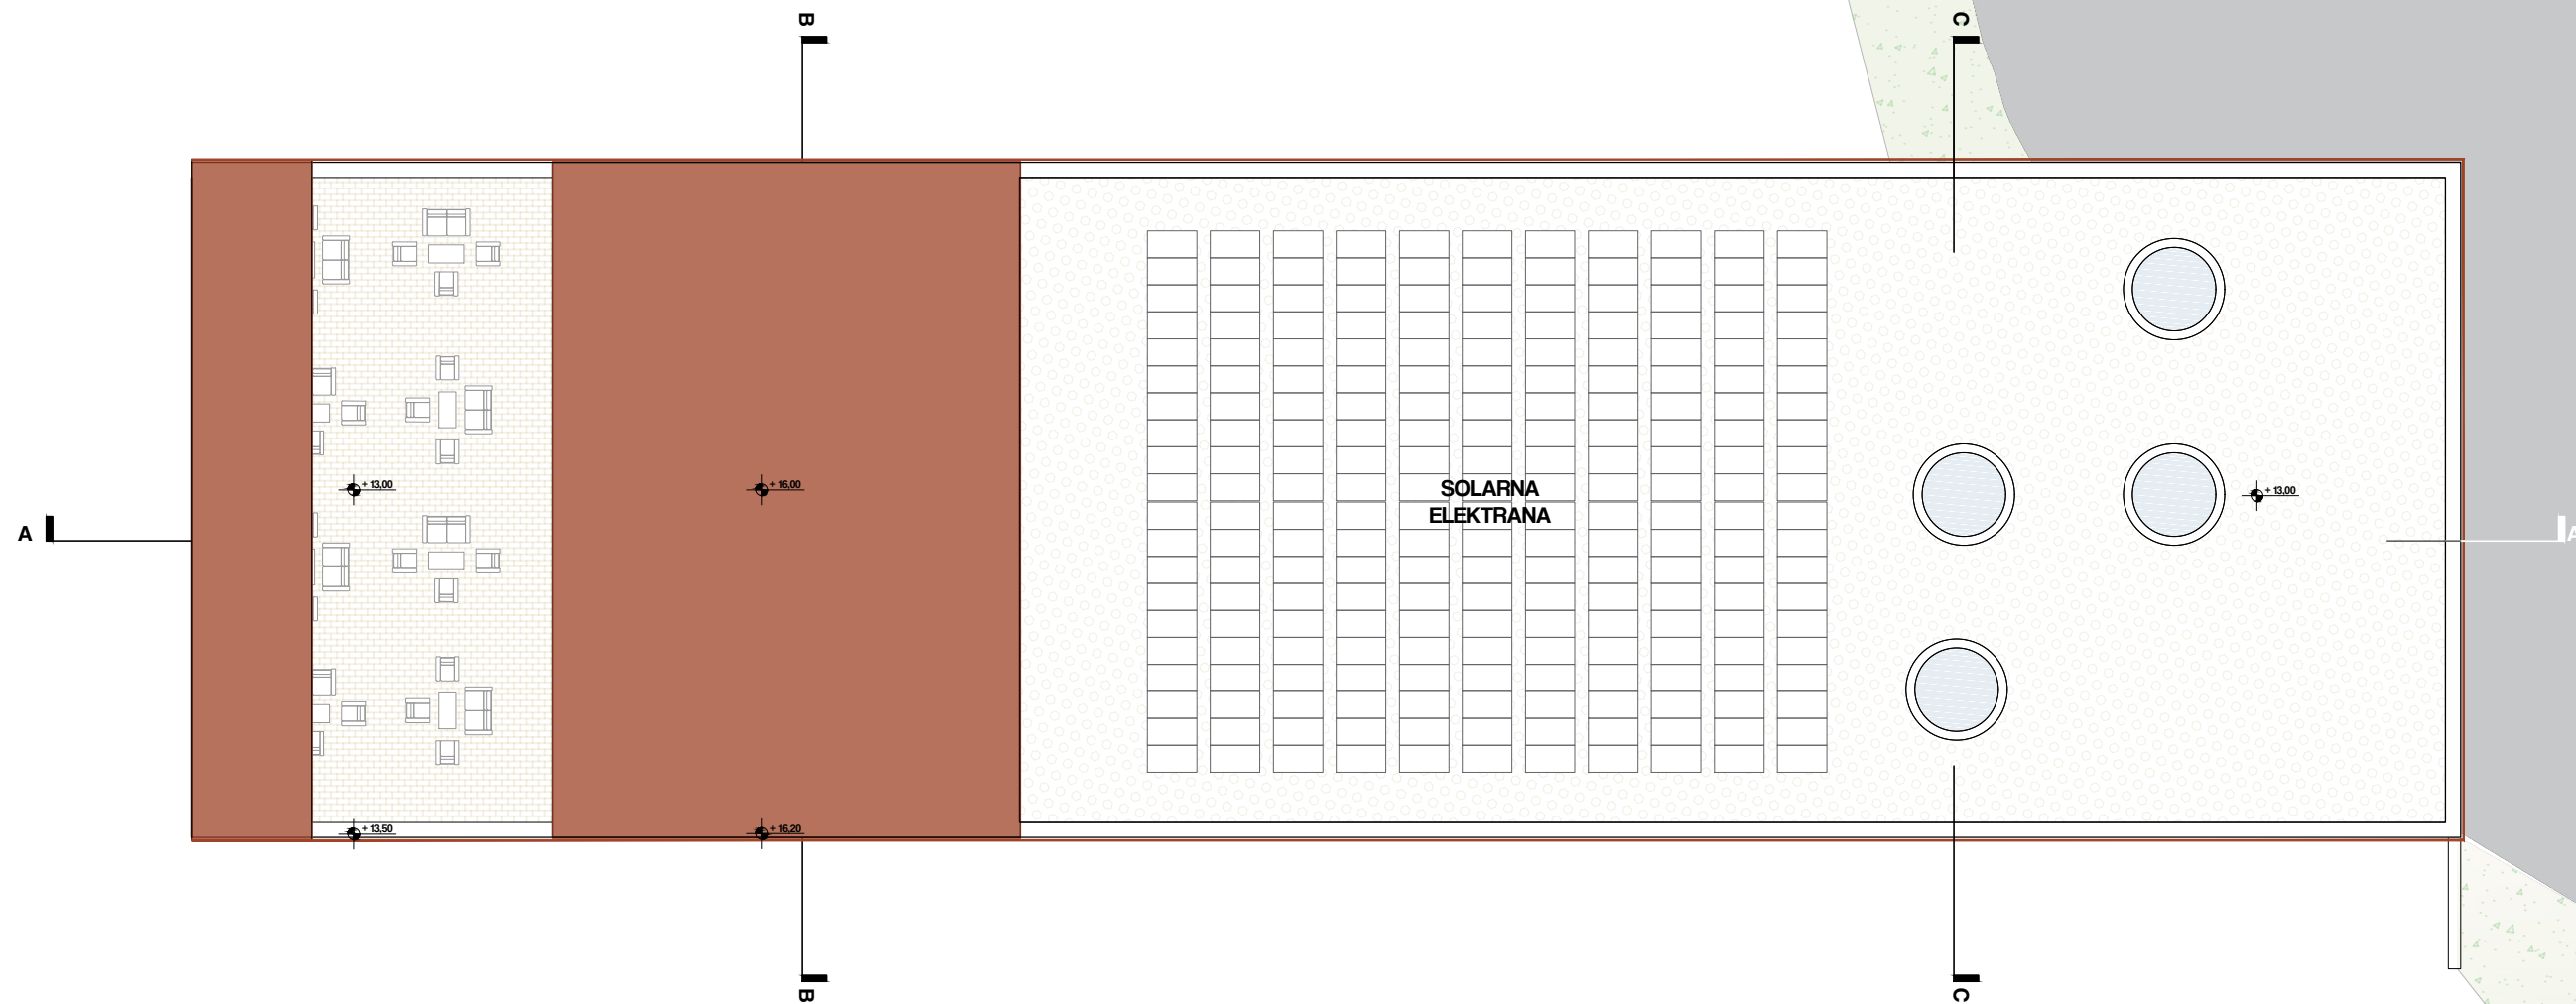 B
C
+ 13,00
+ 16,00
SOLARNA
ELEKTRANA
+ 13,00
A
A
+ 13,50
+ 16,20
B
C